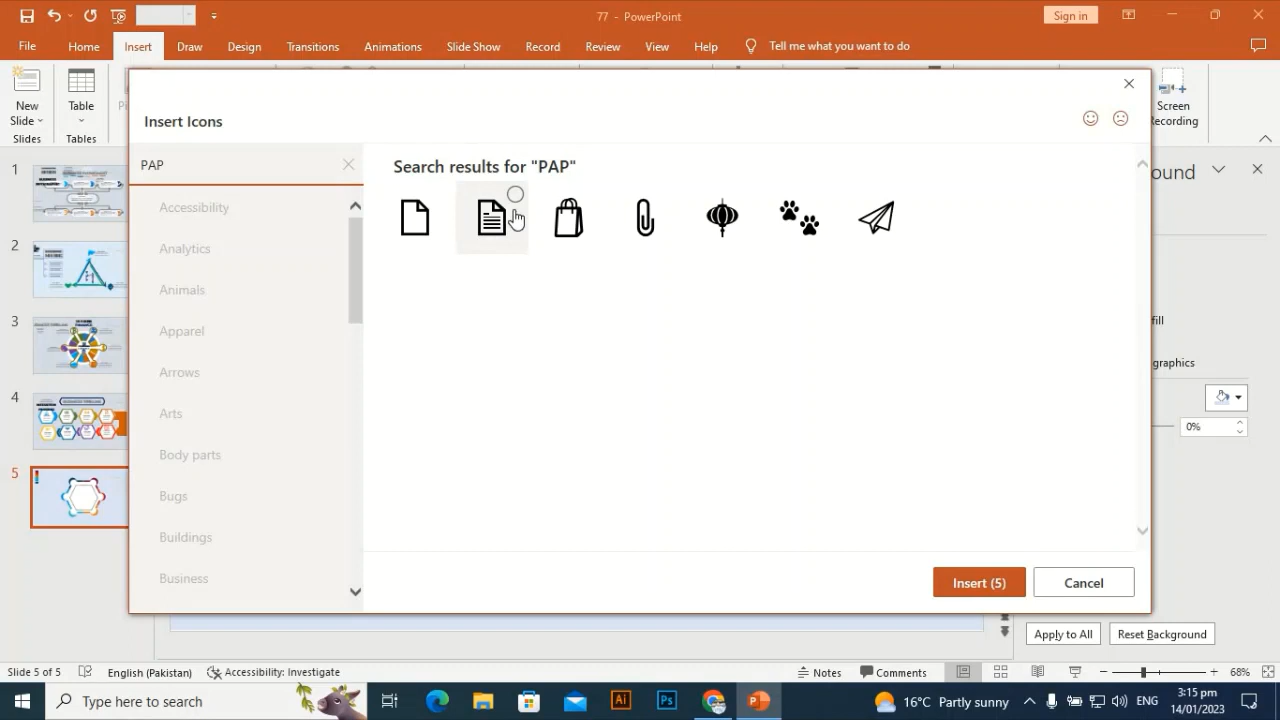 77 - PowerPoint
Sign in
File
Home
Insert
Draw
Design
Transitions
Animations
Slide Show
Record
Review
View
Help
Tell me what you want to do
New
Slide
Table
Screen
Recording
Slides
Tables
Insert Icons
PAP
Search results for "PAP"
Accessibility
Analytics
Animals
Apparel
Arrows
Arts
Body parts
Bugs
Buildings
Business
Insert (5)
Cancel
1
2
3
4
5
ound
fill
graphics
0%
Apply to All
Reset Background
Slide 5 of 5
English (Pakistan)
Accessibility: Investigate
Notes
Comments
68%
Type here to search
Ai
Ps
16°C Partly sunny
ENG
3:15 pm
14/01/2023